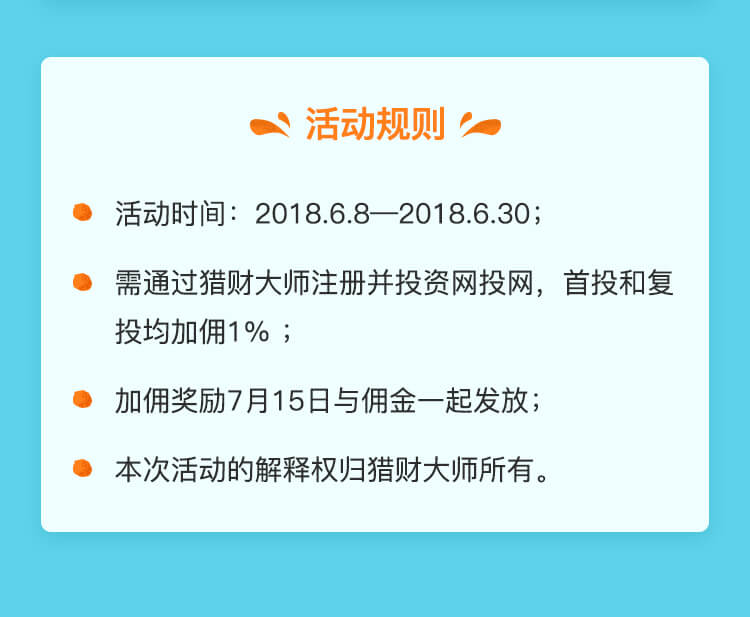 活动规则
活动时间：2018.6.8—2018.6.30；
需通过猎财大师注册并投资网投网，首投和复
投均加佣1% ；
加佣奖励7月15日与佣金一起发放；
本次活动的解释权归猎财大师所有。